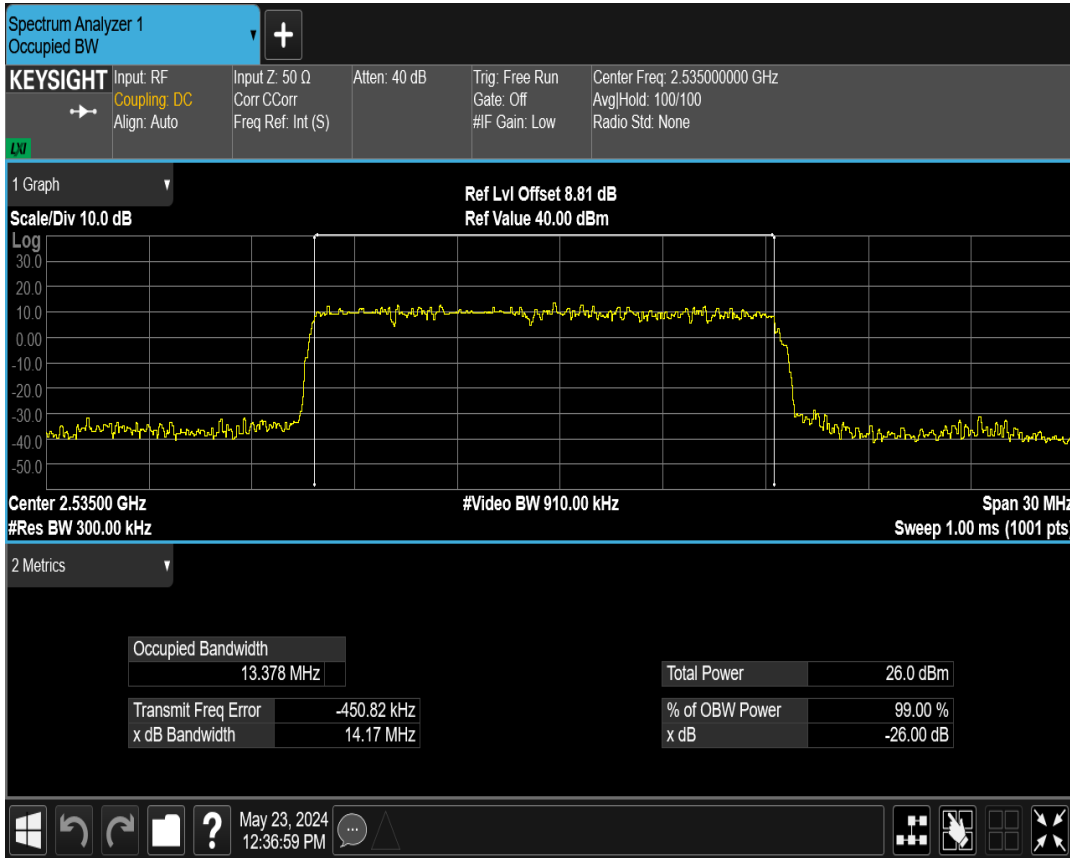 Spectrum Analyzer 1
Occupied BW
+
KEYSIGHT
LXI
Input: RF
Coupling: DC
Align: Auto
Input Z: 50 Ω
Corr CCorr
Freq Ref: Int (S)
Atten: 40 dB
Trig: Free Run
Gate: Off
#IF Gain: Low
Center Freq: 2.535000000 GHz
Avg|Hold: 100/100
Radio Std: None
1 Graph
Scale/Div 10.0 dB
Ref Lvl Offset 8.81 dB
Ref Value 40.00 dBm
Log
30.0
20.0
10.0
0.00
-10.0
-20.0
-30.0
-40.0
-50.0
Center 2.53500 GHz
#Video BW 910.00 kHz
Span 30 MHz
#Res BW 300.00 kHz
Sweep 1.00 ms (1001 pts)
2 Metrics
Occupied Bandwidth
13.378 MHz
Transmit Freq Error -450.82 kHz
x dB Bandwidth 14.17 MHz
Total Power 26.0 dBm
% of OBW Power 99.00 %
x dB -26.00 dB
?
May 23, 2024
12:36:59 PM